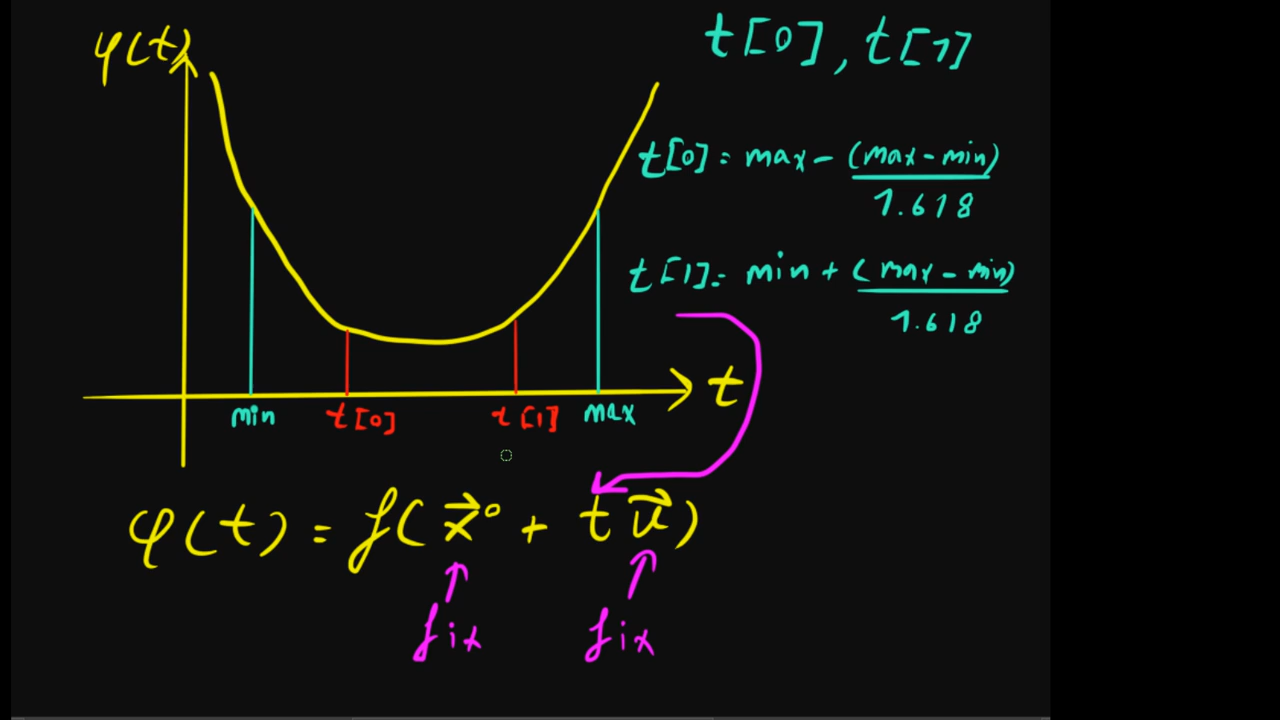 φ(t)
t[0], t[1]
t[0] = max - (max - min)
1.618
t[1] = min + (max - min)
1.618
t
min t[0] t[1] max
φ(t) = f(x⃗° + t u⃗)
fix fix